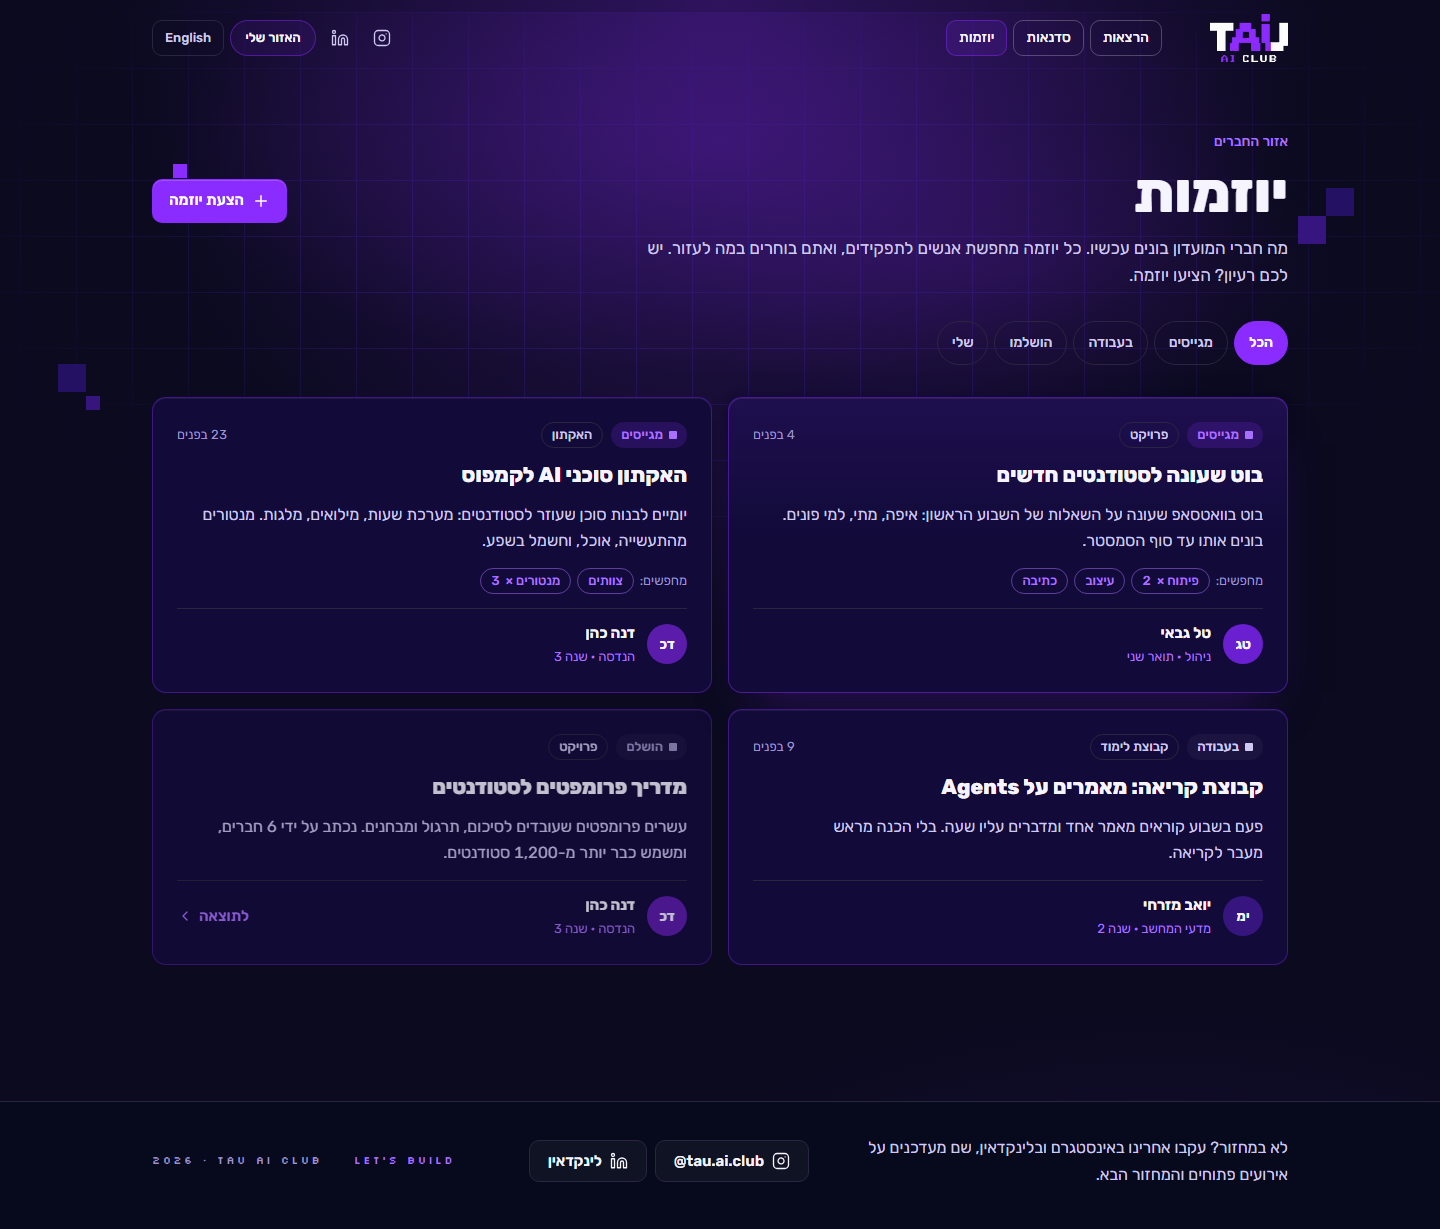 TAU
AI CLUB
הרצאות
סדנאות
יוזמות
האזור שלי
English
אזור החברים
יוזמות
הצעת יוזמה
מה חברי המועדון בונים עכשיו. כל יוזמה מחפשת אנשים לתפקידים, ואתם בוחרים במה לעזור. יש
לכם רעיון? הציעו יוזמה.
הכל
מגייסים
בעבודה
הושלמו
שלי
מגייסים
פרויקט
4 בפנים
בוט שעונה לסטודנטים חדשים
בוט בוואטסאפ שעונה על השאלות של השבוע הראשון: איפה, מתי, למי פונים.
בונים אותו עד סוף הסמסטר.
מחפשים:
פיתוח × 2
עיצוב
כתיבה
טג
טל גבאי
ניהול • תואר שני
מגייסים
האקתון
23 בפנים
האקתון סוכני AI לקמפוס
יומיים לבנות סוכן שעוזר לסטודנטים: מערכת שעות, מילואים, מלגות. מנטורים
מהתעשייה, אוכל, וחשמל בשפע.
מחפשים:
צוותים
מנטורים × 3
דכ
דנה כהן
הנדסה • שנה 3
בעבודה
קבוצת לימוד
9 בפנים
קבוצת קריאה: מאמרים על Agents
פעם בשבוע קוראים מאמר אחד ומדברים עליו שעה. בלי הכנה מראש
מעבר לקריאה.
ימ
יואב מזרחי
מדעי המחשב • שנה 2
הושלם
פרויקט
מדריך פרומפטים לסטודנטים
עשרים פרומפטים שעובדים לסיכום, תרגול ומבחנים. נכתב על ידי 6 חברים,
ומשמש כבר יותר מ-1,200 סטודנטים.
דכ
דנה כהן
הנדסה • שנה 3
לתוצאה
לא במחזור? עקבו אחרינו באינסטגרם ובלינקדאין, שם מעדכנים על
אירועים פתוחים והמחזור הבא.
@tau.ai.club
לינקדאין
LET'S BUILD
2026 · TAU AI CLUB